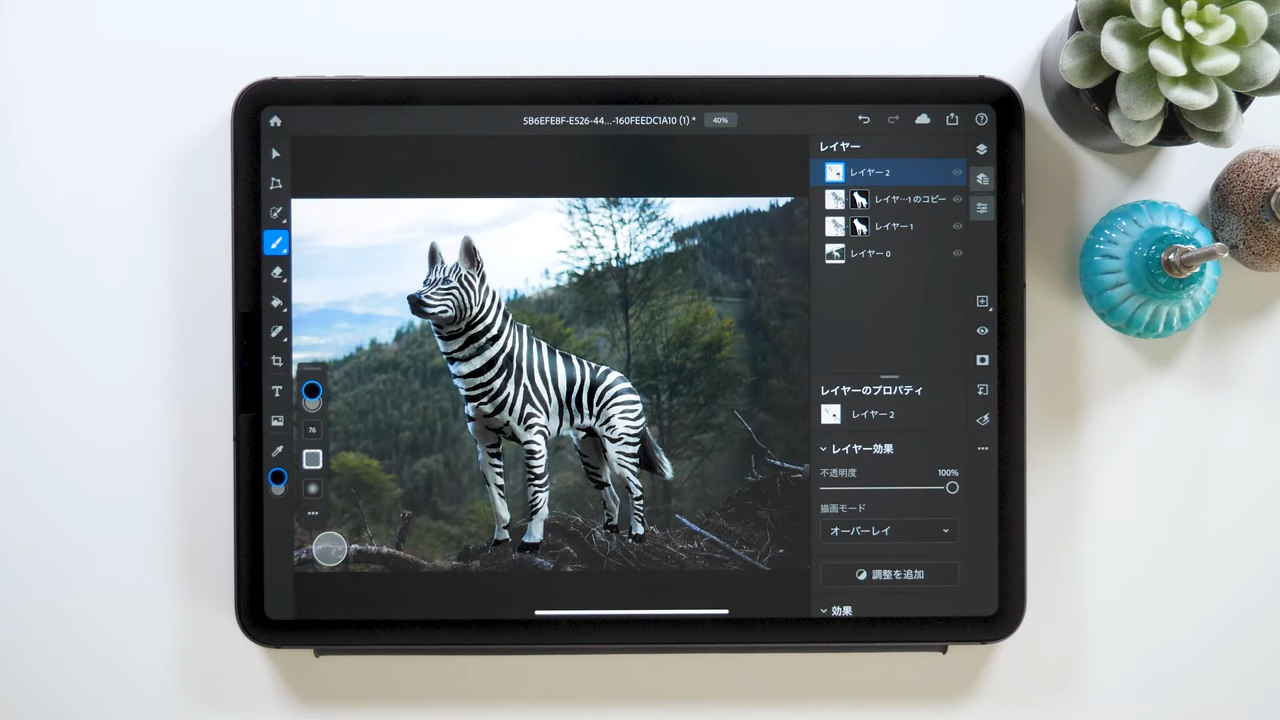 5B6EFE8F-E526-44...-160FEEDC1A10 (1) *
40%
レイヤー
レイヤー 2
レイヤ…1 のコピー
レイヤー 1
レイヤー 0
T
76
レイヤーのプロパティ
レイヤー 2
レイヤー効果
不透明度
100%
描画モード
オーバーレイ
調整を追加
効果